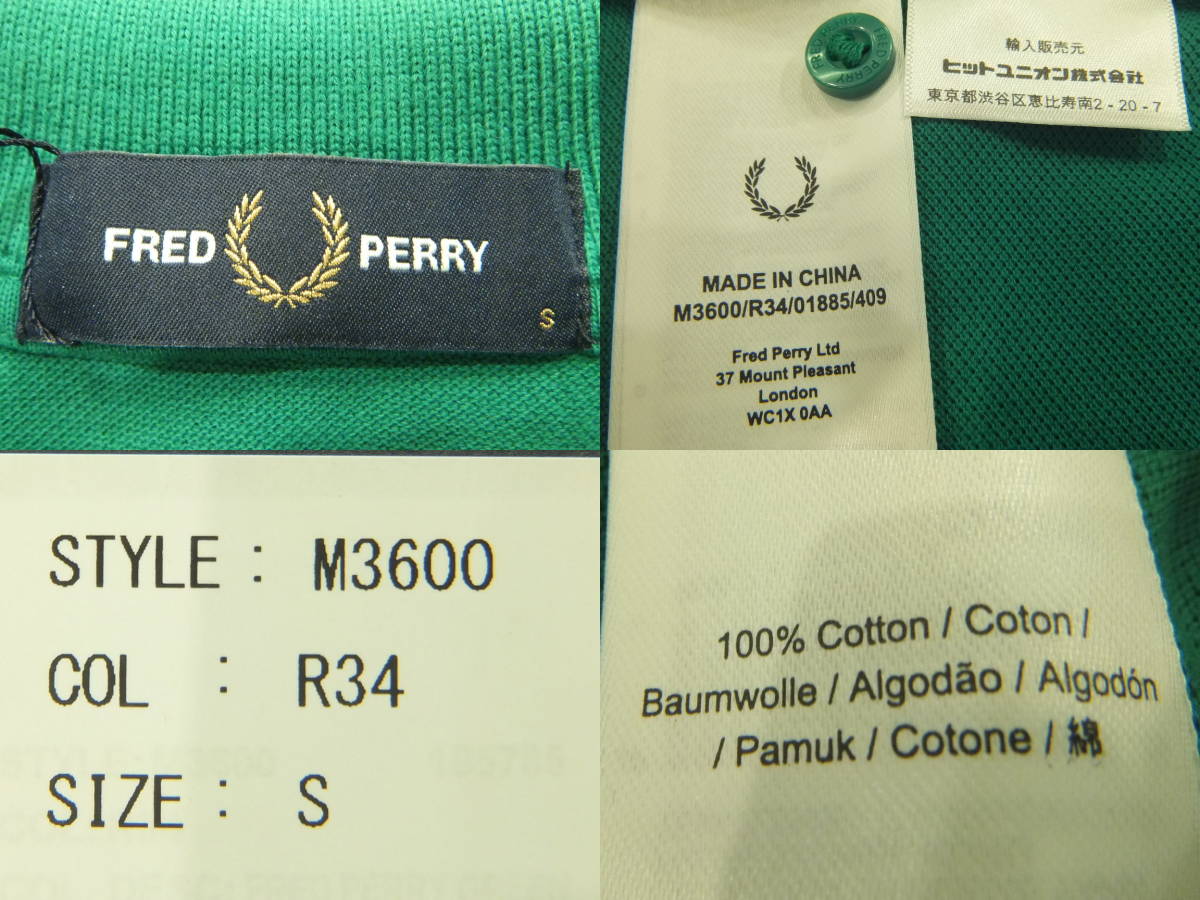 FRED PERRY
S
FRED PERRY
輸入販売元
ヒットユニオン株式会社
東京都渋谷区恵比寿南2-20-7
MADE IN CHINA
M3600/R34/01885/409
Fred Perry Ltd
37 Mount Pleasant
London
WC1X 0AA
STYLE : M3600
COL : R34
SIZE : S
100% Cotton / Coton /
Baumwolle / Algodão / Algodón
/ Pamuk / Cotone / 綿